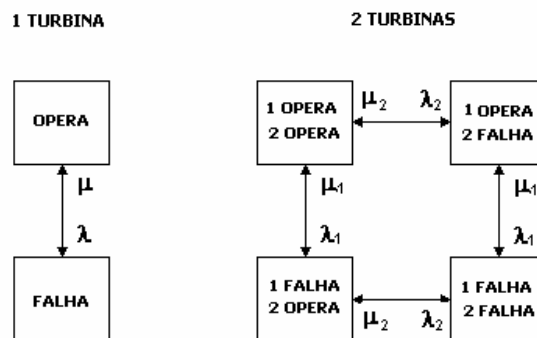 1 TURBINA
2 TURBINAS
OPERA
μ
λ
FALHA
1 OPERA
2 OPERA
μ2
λ2
1 OPERA
2 FALHA
μ1
λ1
μ1
λ1
1 FALHA
2 OPERA
μ2
λ2
1 FALHA
2 FALHA